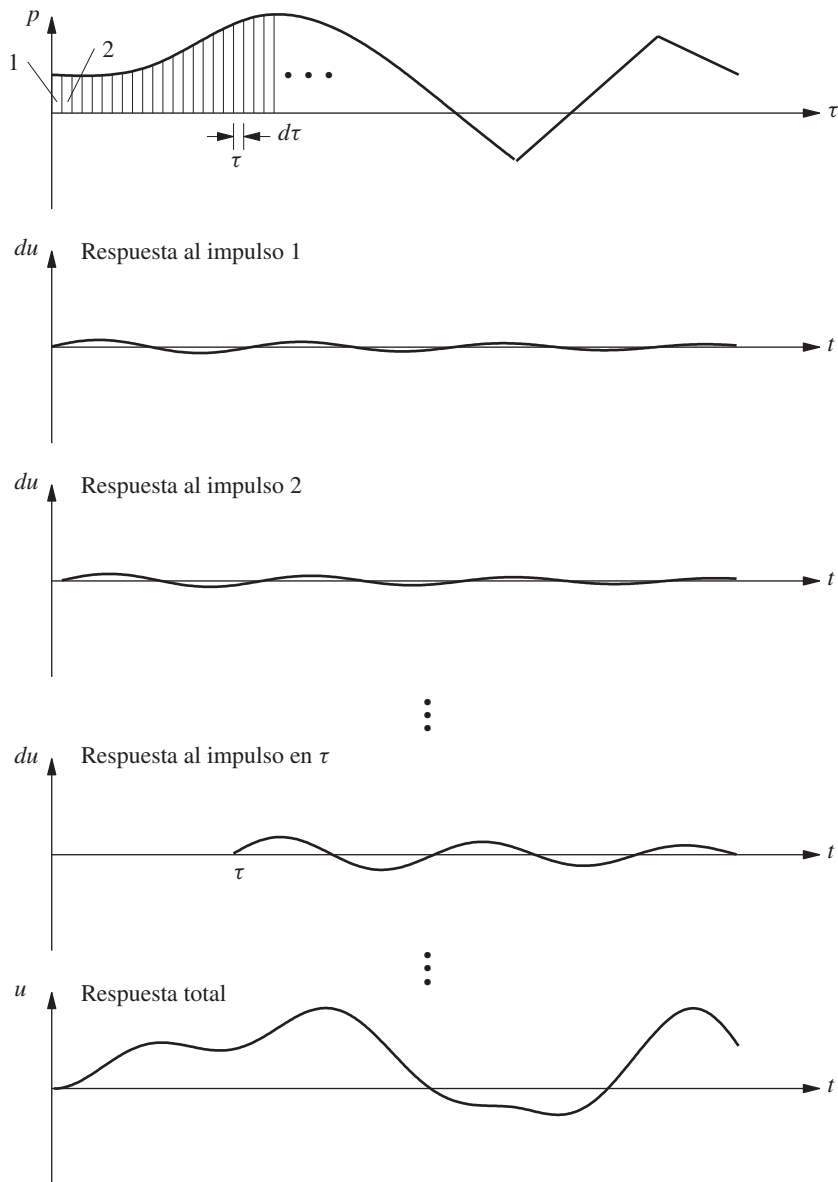 p
1
2
τ
dτ
τ
du
Respuesta al impulso 1
t
du
Respuesta al impulso 2
t
du
Respuesta al impulso en τ
t
τ
u
Respuesta total
t